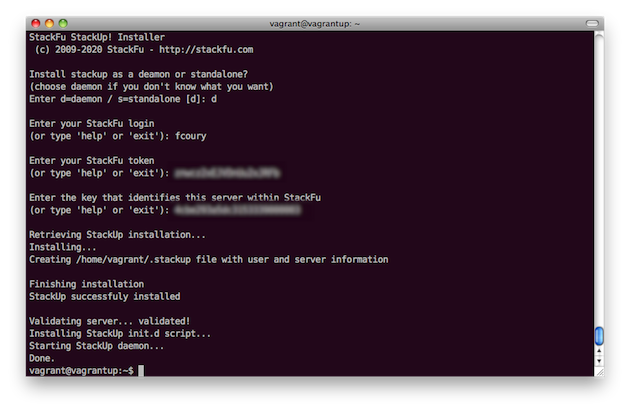 vagrant@vagrantup: ~
StackFu StackUp! Installer
(c) 2009-2020 StackFu - http://stackfu.com
Install stackup as a deamon or standalone?
(choose daemon if you don't know what you want)
Enter d=daemon / s=standalone [d]: d
Enter your StackFu login
(or type 'help' or 'exit'): fcoury
Enter your StackFu token
(or type 'help' or 'exit'):
Enter the key that identifies this server within StackFu
(or type 'help' or 'exit'):
Retrieving StackUp installation...
Installing...
Creating /home/vagrant/.stackup file with user and server information
Finishing installation
StackUp successfuly installed
Validating server... validated!
Installing StackUp init.d script...
Starting StackUp daemon...
Done.
vagrant@vagrantup:~$